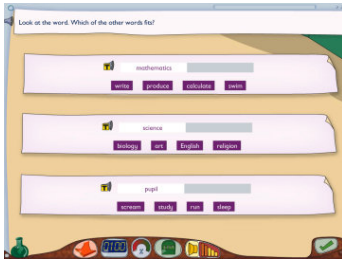 Look at the word. Which of the other words fits?
mathematics
write produce calculate swim
science
biology art English religion
pupil
scream study run sleep